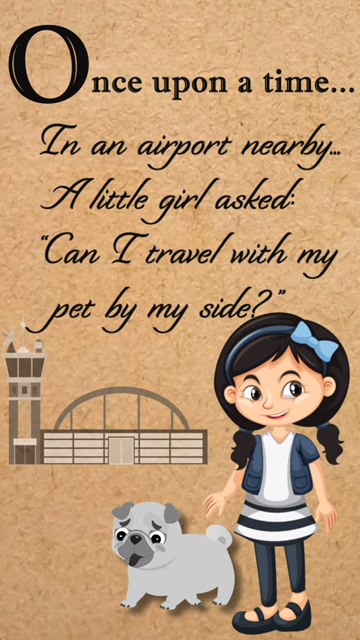 Once upon a time...
In an airport nearby...
A little girl asked:
“Can I travel with my
pet by my side?”